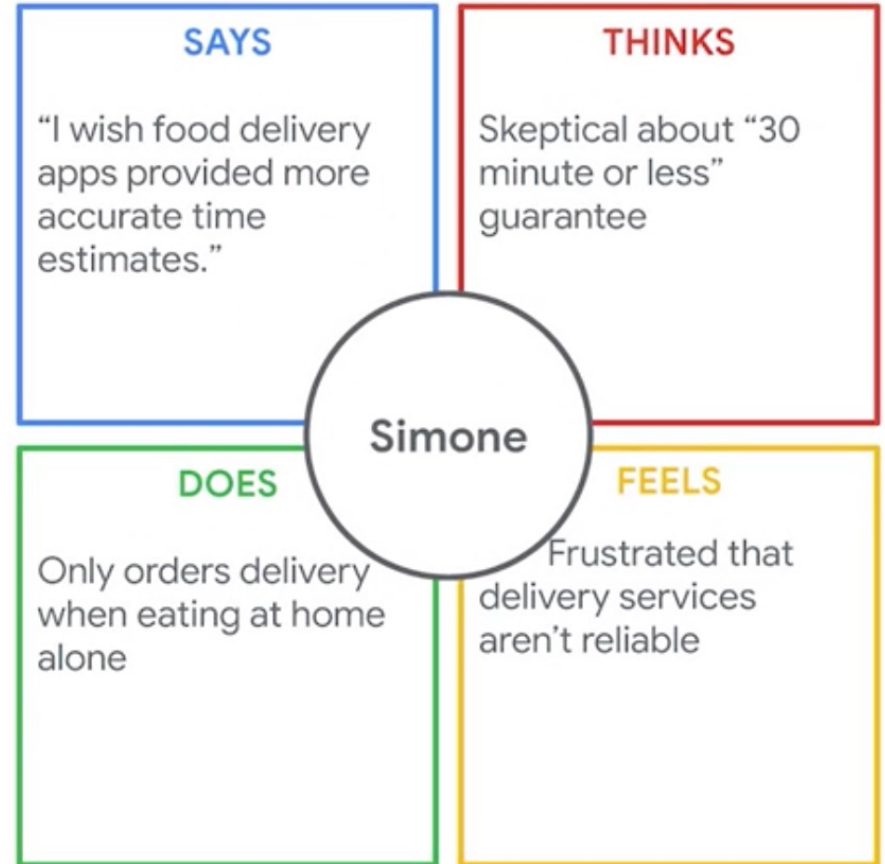 SAYS
“I wish food delivery
apps provided more
accurate time
estimates.”
THINKS
Skeptical about “30
minute or less”
guarantee
Simone
DOES
Only orders delivery
when eating at home
alone
FEELS
Frustrated that
delivery services
aren’t reliable